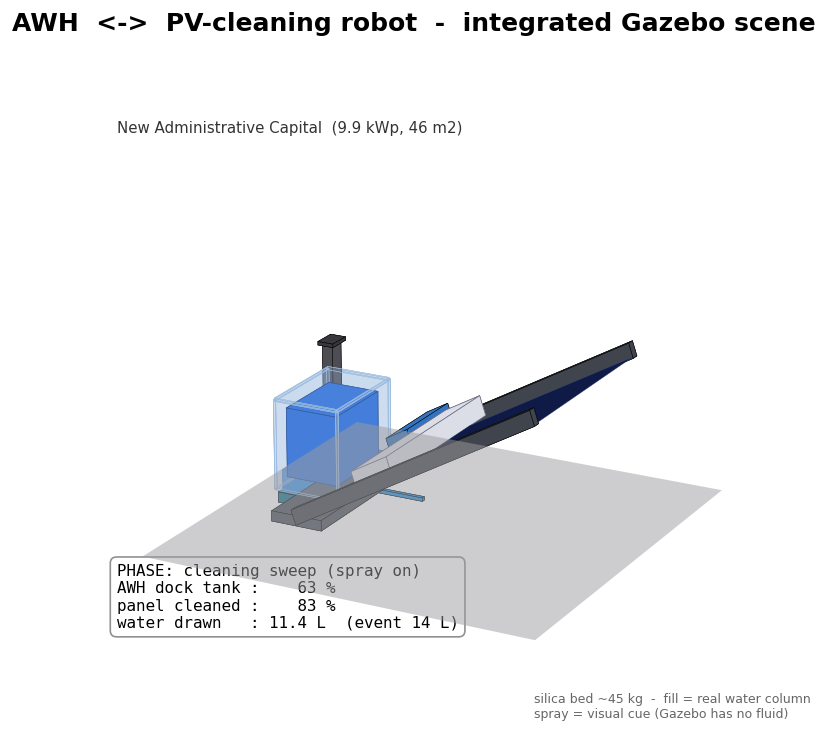 AWH <-> PV-cleaning robot - integrated Gazebo scene
New Administrative Capital (9.9 kWp, 46 m2)
PHASE: cleaning sweep (spray on)
AWH dock tank : 63 %
panel cleaned : 83 %
water drawn : 11.4 L (event 14 L)
silica bed ~45 kg - fill = real water column
spray = visual cue (Gazebo has no fluid)